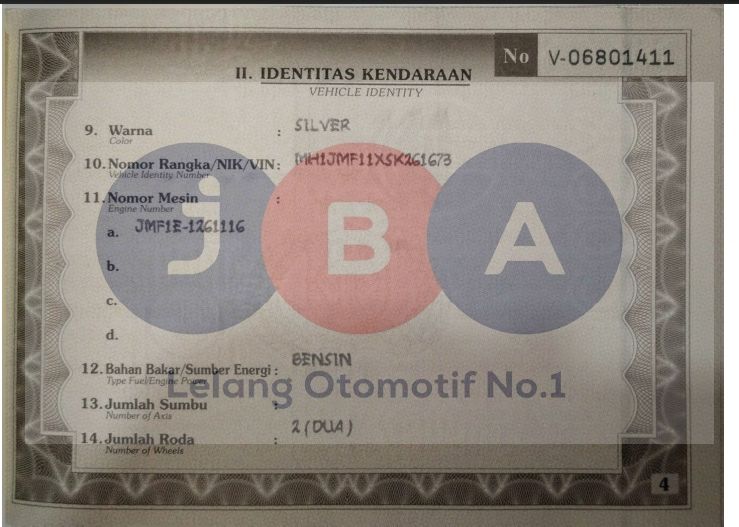 No V-06801411
II. IDENTITAS KENDARAAN
VEHICLE IDENTITY
9. Warna : SILVER
Color
10. Nomor Rangka/NIK/VIN: MH1JMF11XSK261673
Vehicle Identity Number
11. Nomor Mesin :
Engine Number
a. JMF1E-1261116
b.
c.
d.
jBA
12. Bahan Bakar/Sumber Energi : BENSIN
Type Fuel/Engine Power
Lelang Otomotif No.1
13. Jumlah Sumbu :
Number of Axis
14. Jumlah Roda : 2 (DUA)
Number of Wheels
4